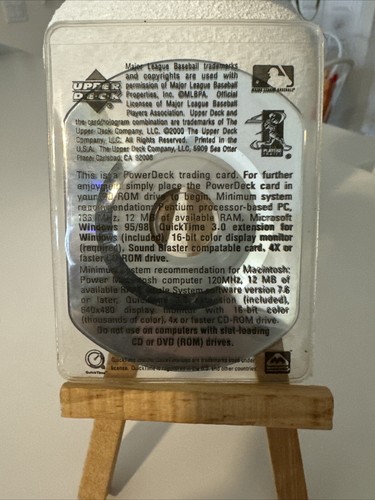 Major League Baseball trademarks
and copyrights are used with
permission of Major League Baseball
Properties, Inc. ©MLBPA. Official
Licensee of Major League Baseball
Players Association. Upper Deck and
the card/hologram combination are trademarks of The
Upper Deck Company, LLC. ©2000 The Upper Deck
Company, LLC. All Rights Reserved. Printed in the
U.S.A. The Upper Deck Company, LLC, 5909 Sea Otter
Place, Carlsbad, CA 92008
UPPER
DECK
This is a PowerDeck trading card. For further
enjoyment simply place the PowerDeck card in
your ROM drive to begin. Minimum system
recommendation: Pentium processor-based PC,
133 MHz, 12 MB of available RAM, Microsoft
Windows 95/98, QuickTime 3.0 extension for
Windows (included), 16-bit color display monitor
(required), Sound Blaster compatable card, 4X or
faster CD-ROM drive.
Minimum system recommendation for Macintosh:
Power Macintosh computer 120MHz, 12 MB of
available System software version 7.6
or later, (included),
640x480 display monitor with 16-bit color
(thousands of color), 4x or faster CD-ROM drive.
Do not use on computers with slot-loading
CD or DVD (ROM) drives.